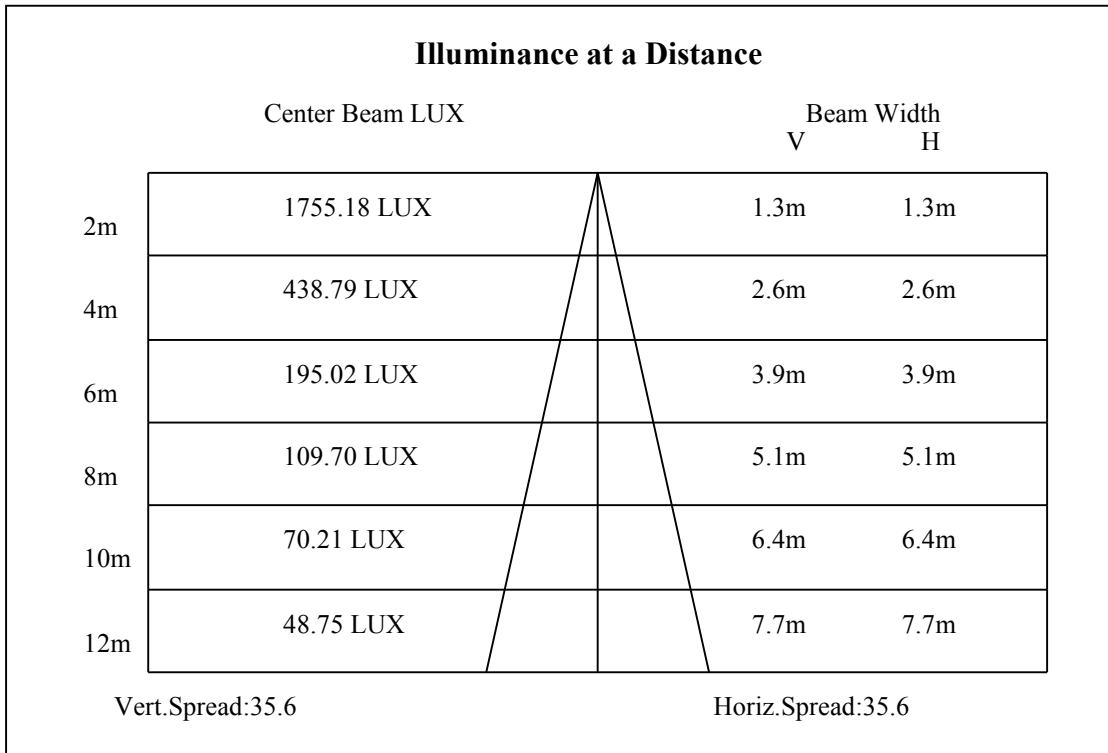 Illuminance at a Distance
Center Beam LUX Beam Width
V H
2m 1755.18 LUX 1.3m 1.3m
4m 438.79 LUX 2.6m 2.6m
6m 195.02 LUX 3.9m 3.9m
8m 109.70 LUX 5.1m 5.1m
10m 70.21 LUX 6.4m 6.4m
12m 48.75 LUX 7.7m 7.7m
Vert.Spread:35.6 Horiz.Spread:35.6